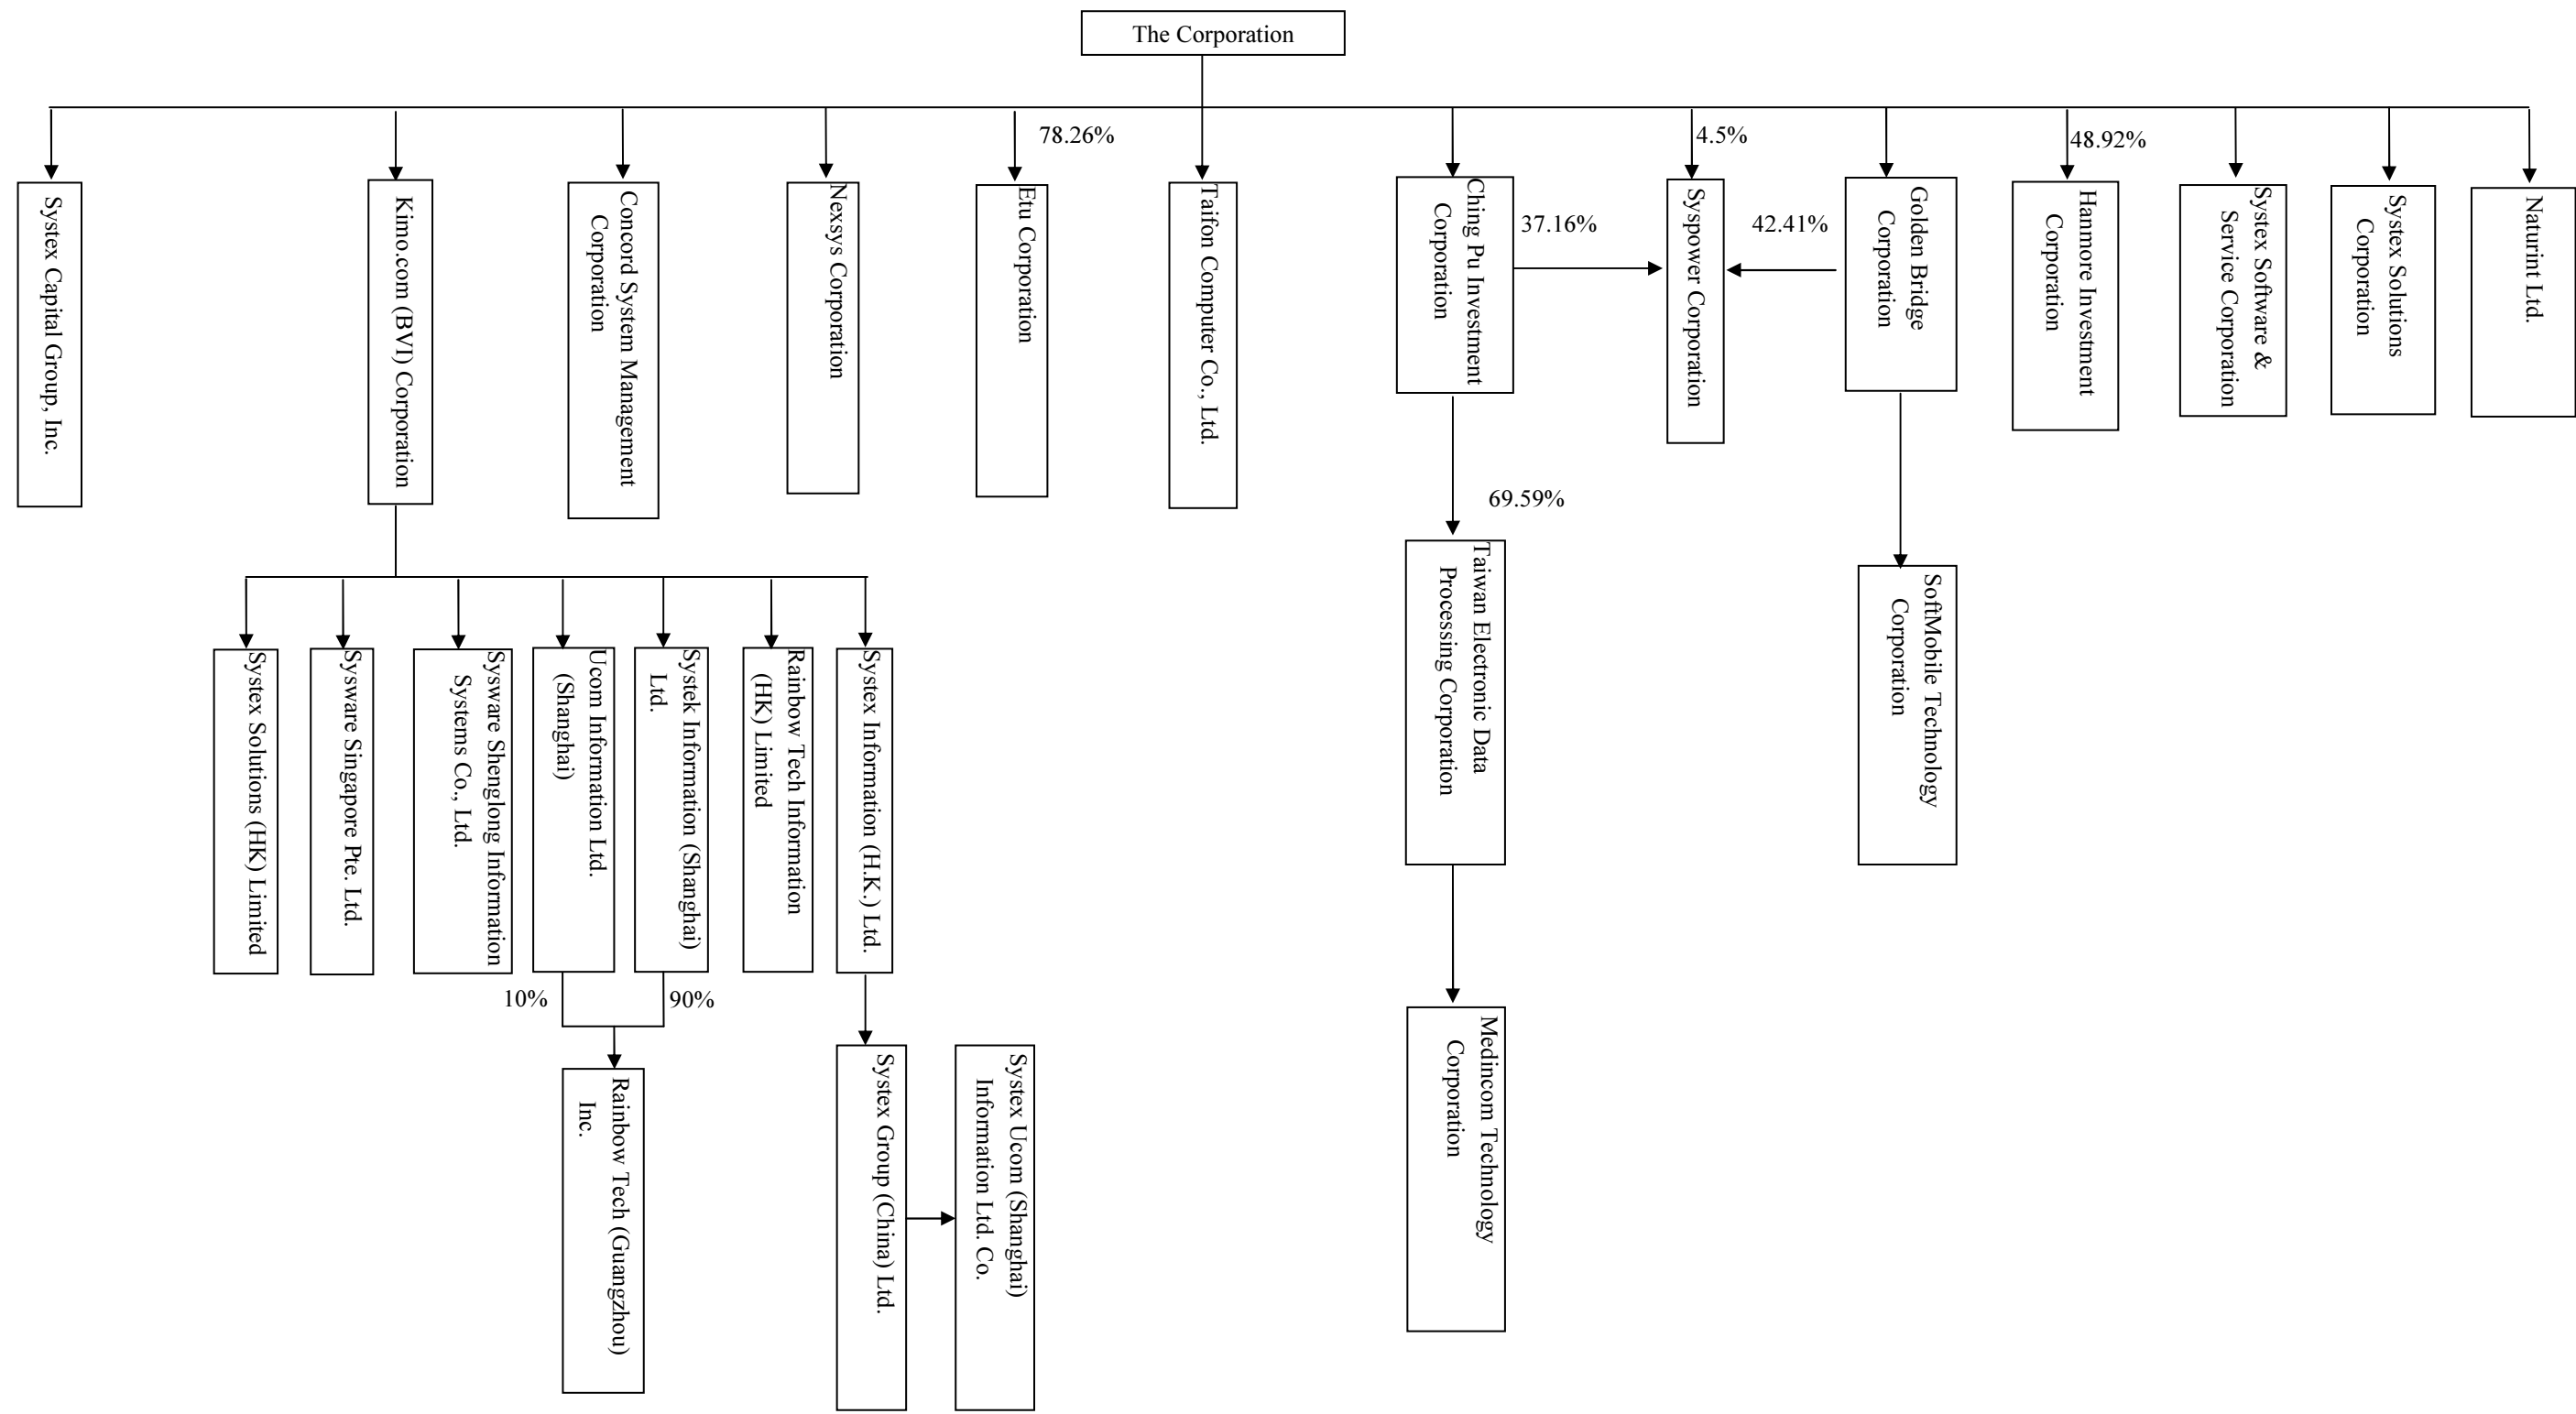 The Corporation
78.26%
4.5%
48.92%
Systex Capital Group, Inc.
Kimo.com (BVI) Corporation
Concord System Management
Corporation
Nexsys Corporation
Etu Corporation
Taifon Computer Co., Ltd.
Ching Pu Investment
Corporation
37.16%
Syspower Corporation
42.41%
Golden Bridge
Corporation
Hanmore Investment
Corporation
Systex Software &
Service Corporation
Systex Solutions
Corporation
Naturint Ltd.
69.59%
Systex Solutions (HK) Limited
Sysware Singapore Pte. Ltd.
Sysware Shenglong Information
Systems Co., Ltd.
Ucom Information Ltd.
(Shanghai)
Systek Information (Shanghai)
Ltd.
Rainbow Tech Information
(HK) Limited
Systex Information (H.K.) Ltd.
Taiwan Electronic Data
Processing Corporation
SoftMobile Technology
Corporation
10%
90%
Rainbow Tech (Guangzhou)
Inc.
Systex Group (China) Ltd.
Systex Ucom (Shanghai)
Information Ltd. Co.
Medincom Technology
Corporation